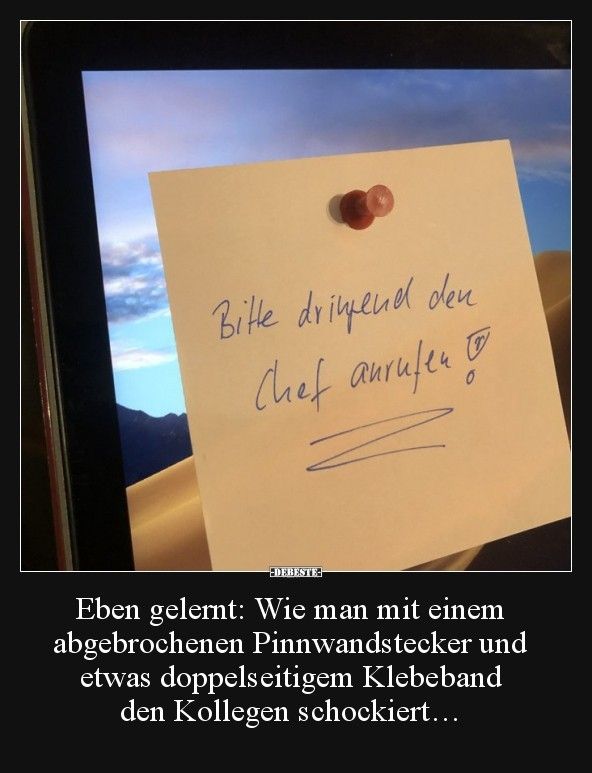 Bitte dringend den
Chef anrufen!
-DEBESTE-
Eben gelernt: Wie man mit einem
abgebrochenen Pinnwandstecker und
etwas doppelseitigem Klebeband
den Kollegen schockiert…